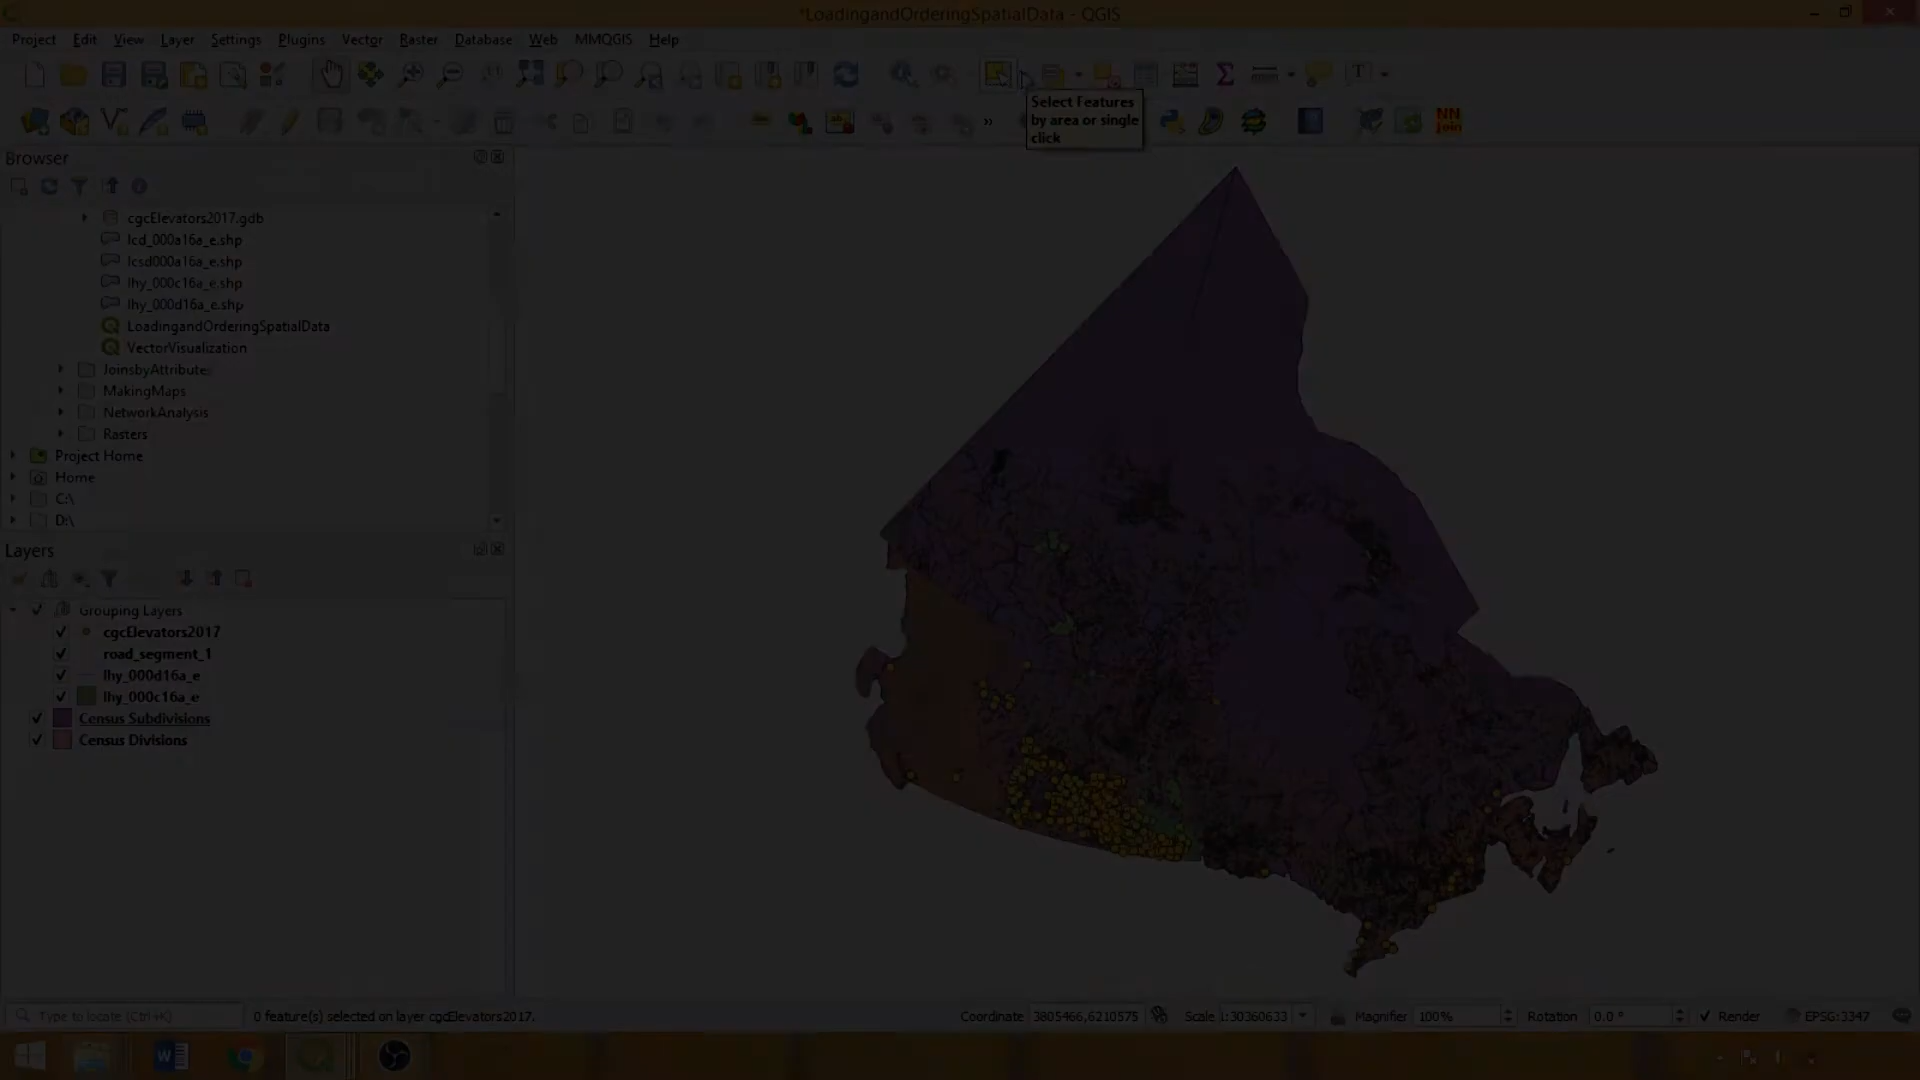 *LoadingandOrderingSpatialData - QGIS
Project Edit View Layer Settings Plugins Vector Raster Database Web MMQGIS Help
Select Features
by area or single
click
NN
Join
Browser
cgcElevators2017.gdb
lcd_000a16a_e.shp
lcsd000a16a_e.shp
lhy_000c16a_e.shp
lhy_000d16a_e.shp
LoadingandOrderingSpatialData
VectorVisualization
JoinsbyAttribute
MakingMaps
NetworkAnalysis
Rasters
Project Home
Home
C:\
D:\
Layers
Grouping Layers
cgcElevators2017
road_segment_1
lhy_000d16a_e
lhy_000c16a_e
Census Subdivisions
Census Divisions
Type to locate (Ctrl+K) 0 feature(s) selected on layer cgcElevators2017. Coordinate 3805466,6210575 Scale 1:30360633 Magnifier 100% Rotation 0.0 ° Render EPSG:3347